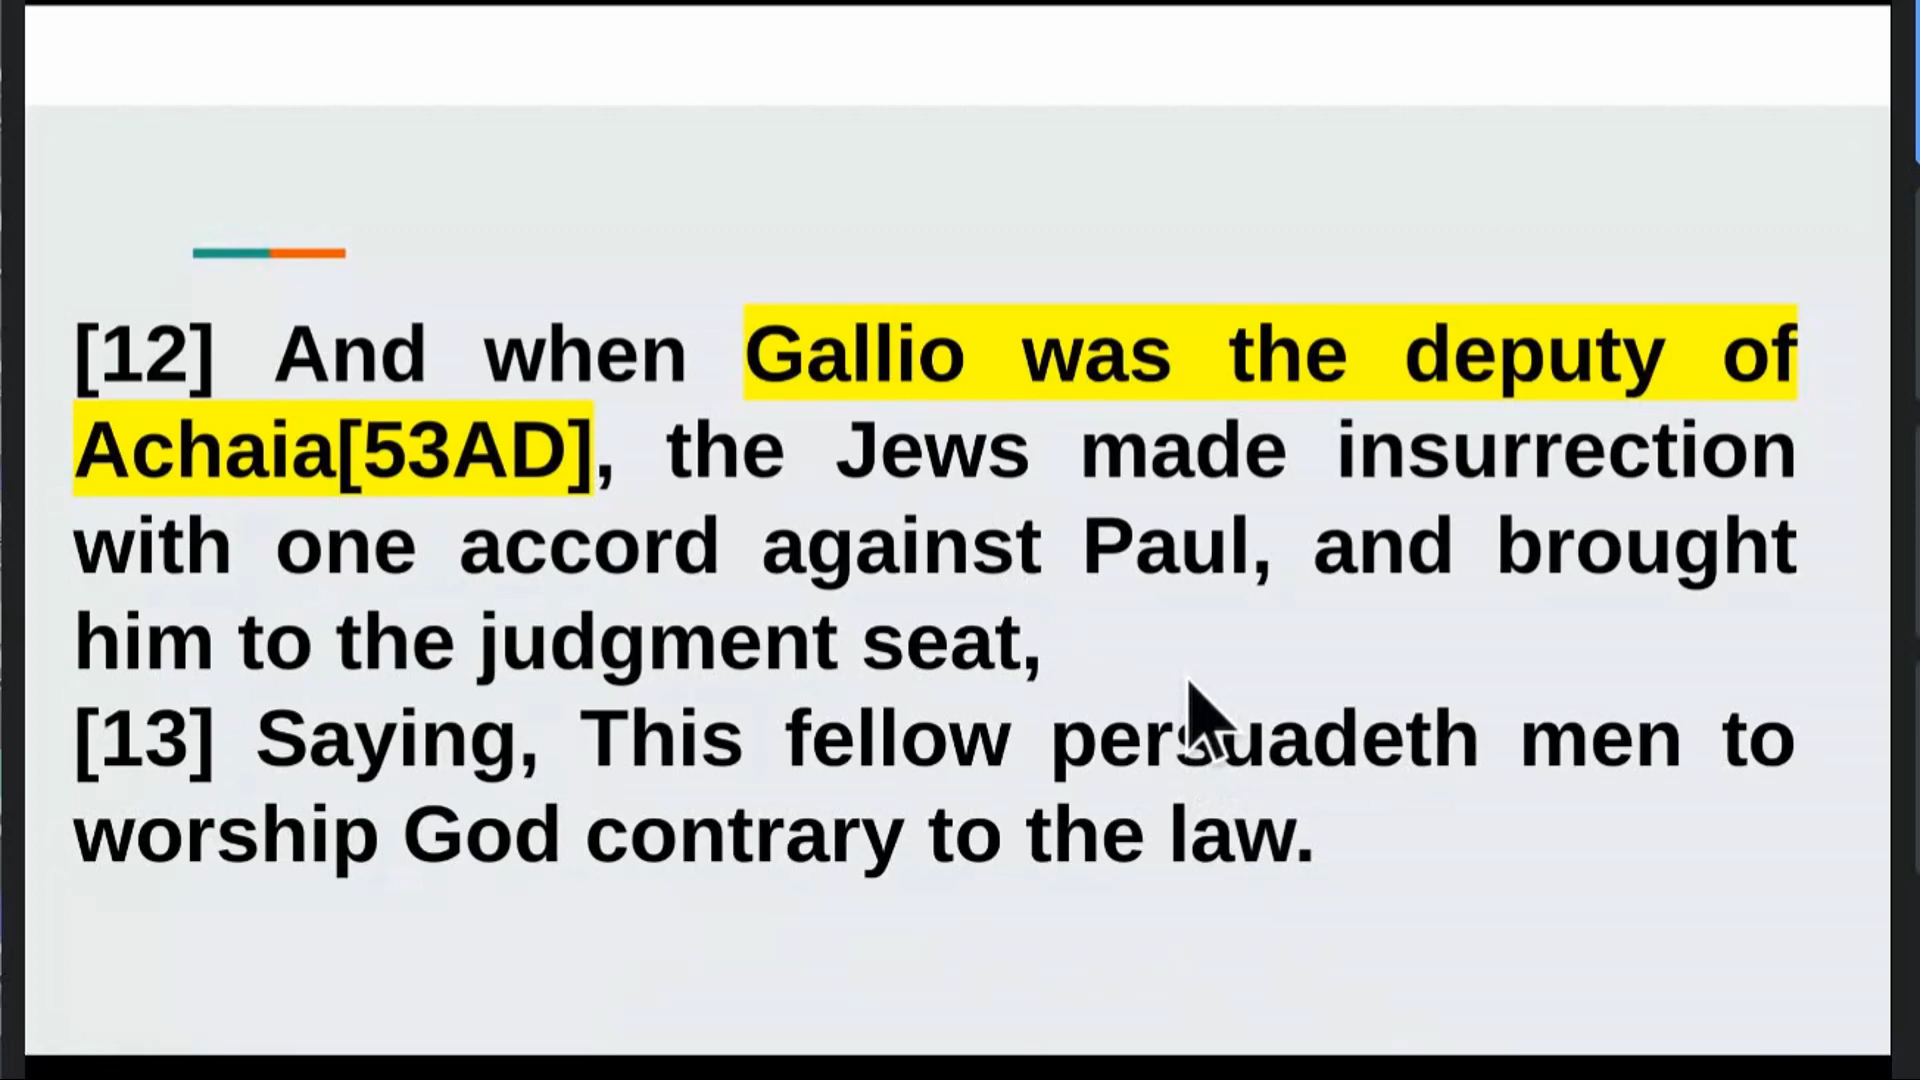 [12] And when Gallio was the deputy of
Achaia[53AD], the Jews made insurrection
with one accord against Paul, and brought
him to the judgment seat,
[13] Saying, This fellow persuadeth men to
worship God contrary to the law.